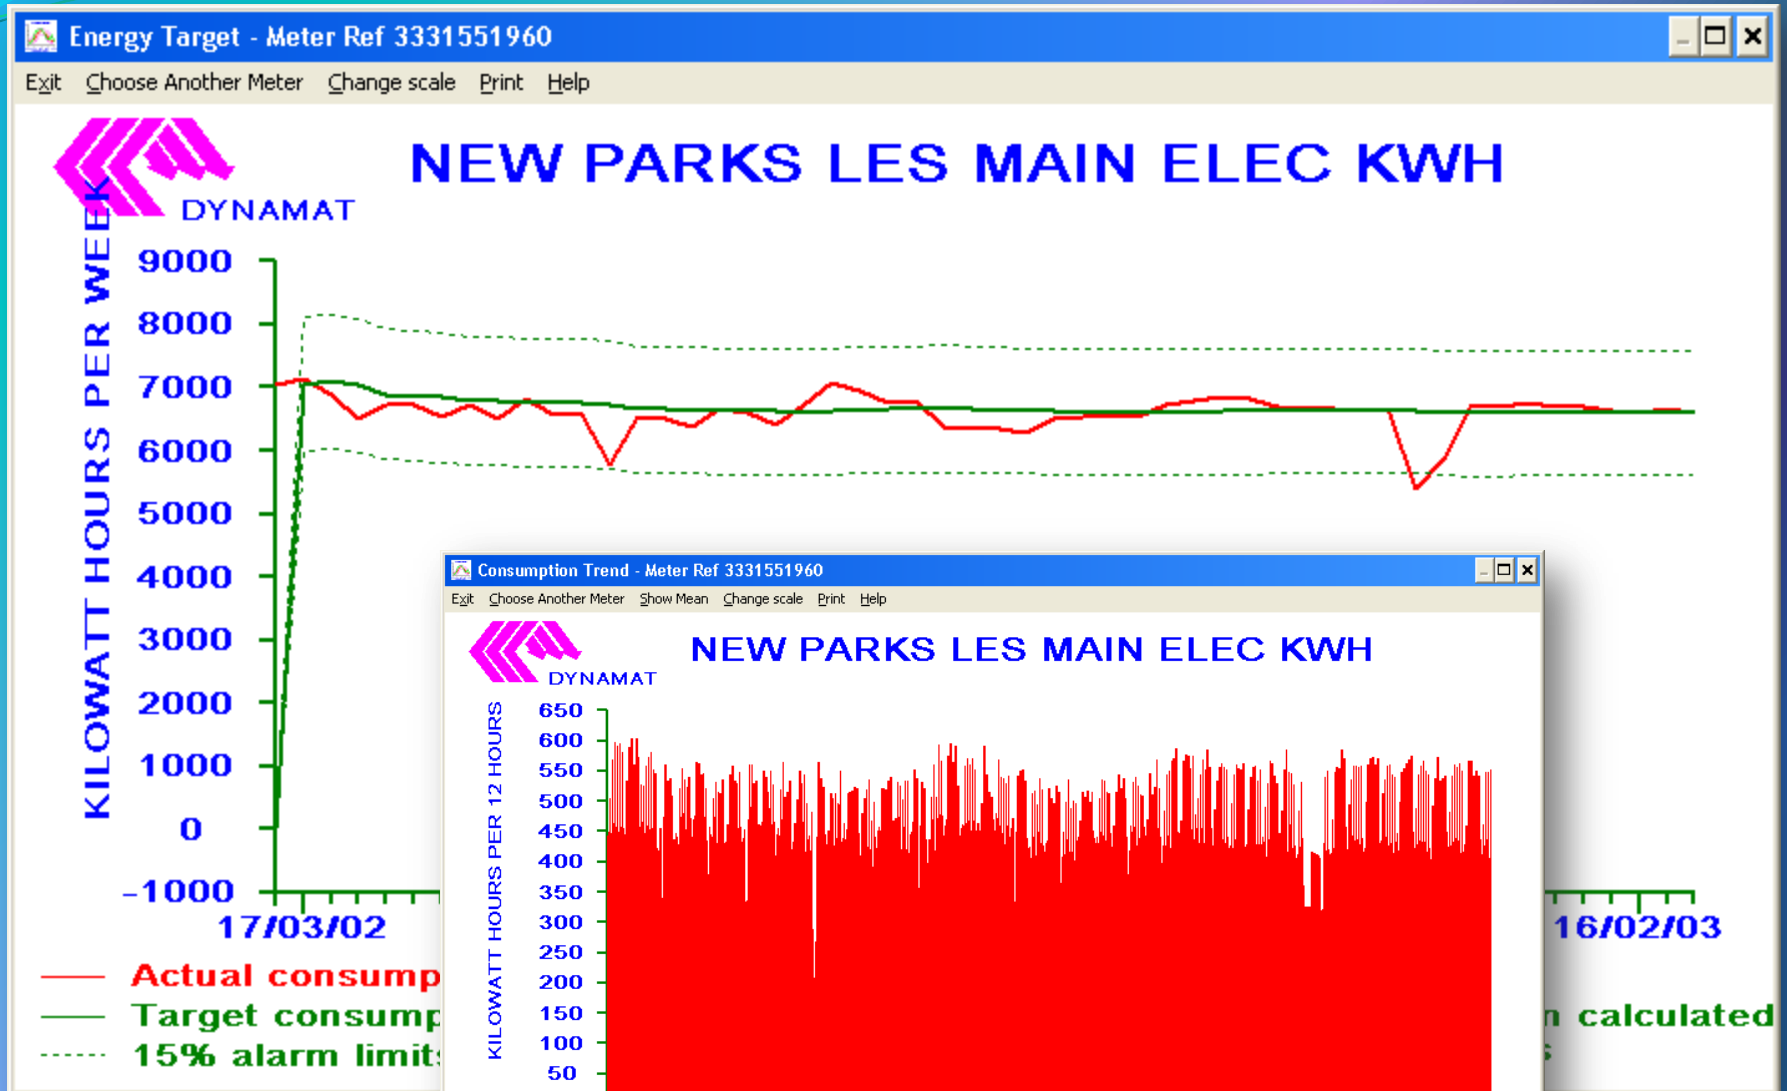 Energy Target - Meter Ref 3331551960
Exit Choose Another Meter Change scale Print Help
DYNAMAT
NEW PARKS LES MAIN ELEC KWH
KILOWATT HOURS PER WEEK
9000
8000
7000
6000
5000
4000
3000
2000
1000
0
-1000
17/03/02
16/02/03
Actual consump
Target consump
n calculated
15% alarm limits
Consumption Trend - Meter Ref 3331551960
Exit Choose Another Meter Show Mean Change scale Print Help
DYNAMAT
NEW PARKS LES MAIN ELEC KWH
KILOWATT HOURS PER 12 HOURS
650
600
550
500
450
400
350
300
250
200
150
100
50